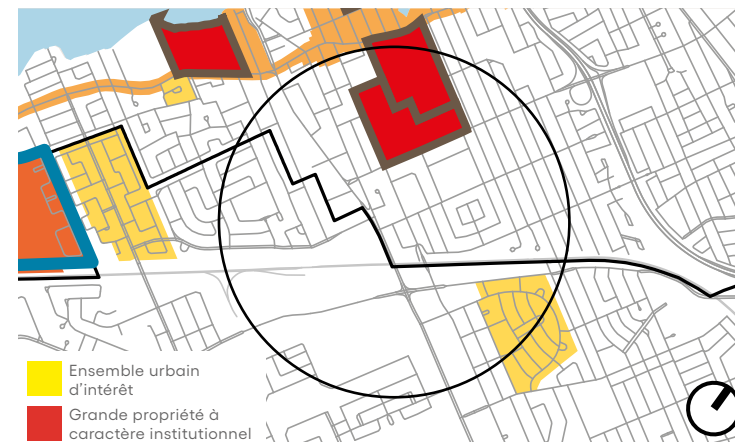 Ensemble urbain
d'intérêt
Grande propriété à
caractère institutionnel